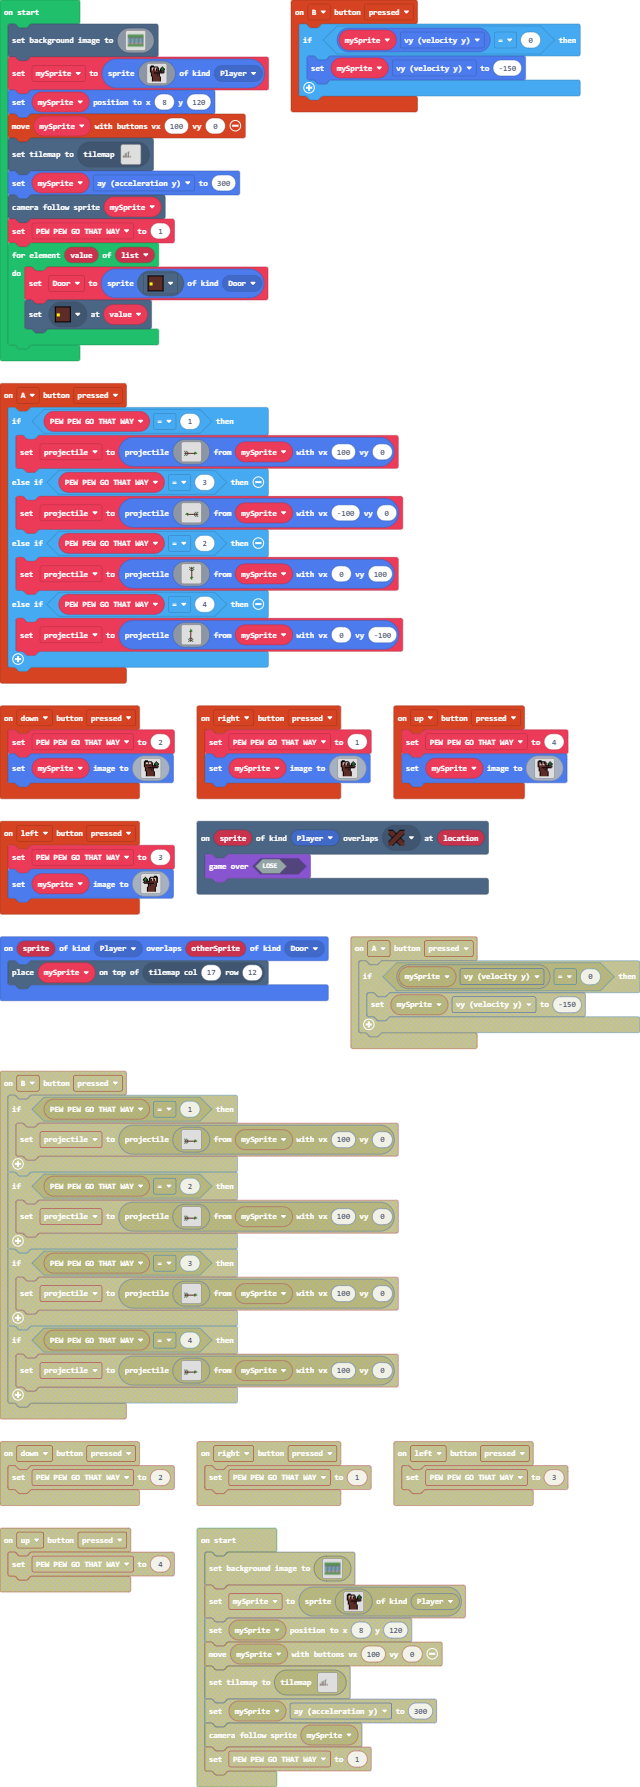 on start
set background image to
set mySprite to sprite of kind Player
set mySprite position to x 8 y 120
move mySprite with buttons vx 100 vy 0
set tilemap to tilemap
set mySprite ay (acceleration y) to 300
camera follow sprite mySprite
set PEW PEW GO THAT WAY to 1
for element value of list
do
set Door to sprite of kind Door
set at value
on B button pressed
if mySprite vy (velocity y) = 0 then
set mySprite vy (velocity y) to -150
on A button pressed
if PEW PEW GO THAT WAY = 1 then
set projectile to projectile from mySprite with vx 100 vy 0
else if PEW PEW GO THAT WAY = 3 then
set projectile to projectile from mySprite with vx -100 vy 0
else if PEW PEW GO THAT WAY = 2 then
set projectile to projectile from mySprite with vx 0 vy 100
else if PEW PEW GO THAT WAY = 4 then
set projectile to projectile from mySprite with vx 0 vy -100
on down button pressed
set PEW PEW GO THAT WAY to 2
set mySprite image to
on right button pressed
set PEW PEW GO THAT WAY to 1
set mySprite image to
on up button pressed
set PEW PEW GO THAT WAY to 4
set mySprite image to
on left button pressed
set PEW PEW GO THAT WAY to 3
set mySprite image to
on sprite of kind Player overlaps at location
game over LOSE
on sprite of kind Player overlaps otherSprite of kind Door
place mySprite on top of tilemap col 17 row 12
on A button pressed
if mySprite vy (velocity y) = 0 then
set mySprite vy (velocity y) to -150
on B button pressed
if PEW PEW GO THAT WAY = 1 then
set projectile to projectile from mySprite with vx 100 vy 0
if PEW PEW GO THAT WAY = 2 then
set projectile to projectile from mySprite with vx 100 vy 0
if PEW PEW GO THAT WAY = 3 then
set projectile to projectile from mySprite with vx 100 vy 0
if PEW PEW GO THAT WAY = 4 then
set projectile to projectile from mySprite with vx 100 vy 0
on down button pressed
set PEW PEW GO THAT WAY to 2
on right button pressed
set PEW PEW GO THAT WAY to 1
on left button pressed
set PEW PEW GO THAT WAY to 3
on up button pressed
set PEW PEW GO THAT WAY to 4
on start
set background image to
set mySprite to sprite of kind Player
set mySprite position to x 8 y 120
move mySprite with buttons vx 100 vy 0
set tilemap to tilemap
set mySprite ay (acceleration y) to 300
camera follow sprite mySprite
set PEW PEW GO THAT WAY to 1